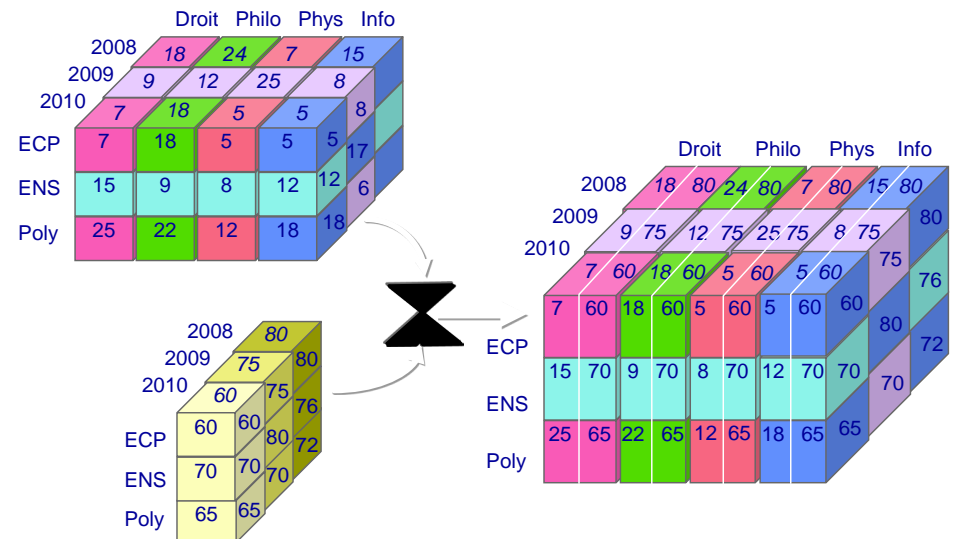 Droit Philo Phys Info
2008 18 24 7 15
2009 9 12 25 8
2010 7 18 5 5
ECP 7 18 5 5 5 8
ENS 15 9 8 12 12 17
Poly 25 22 12 18 18 6
Droit Philo Phys Info
2008 18 80 24 80 7 80 15 80
2009 9 75 12 75 25 75 8 75
2010 7 60 18 60 5 60 5 60
ECP 7 60 18 60 5 60 5 60 60 75 80
ENS 15 70 9 70 8 70 12 70 70 80 76
Poly 25 65 22 65 12 65 18 65 65 70 72
2008 80
2009 75
2010 60
ECP 60 60 75 80
ENS 70 70 80 76
Poly 65 65 70 72